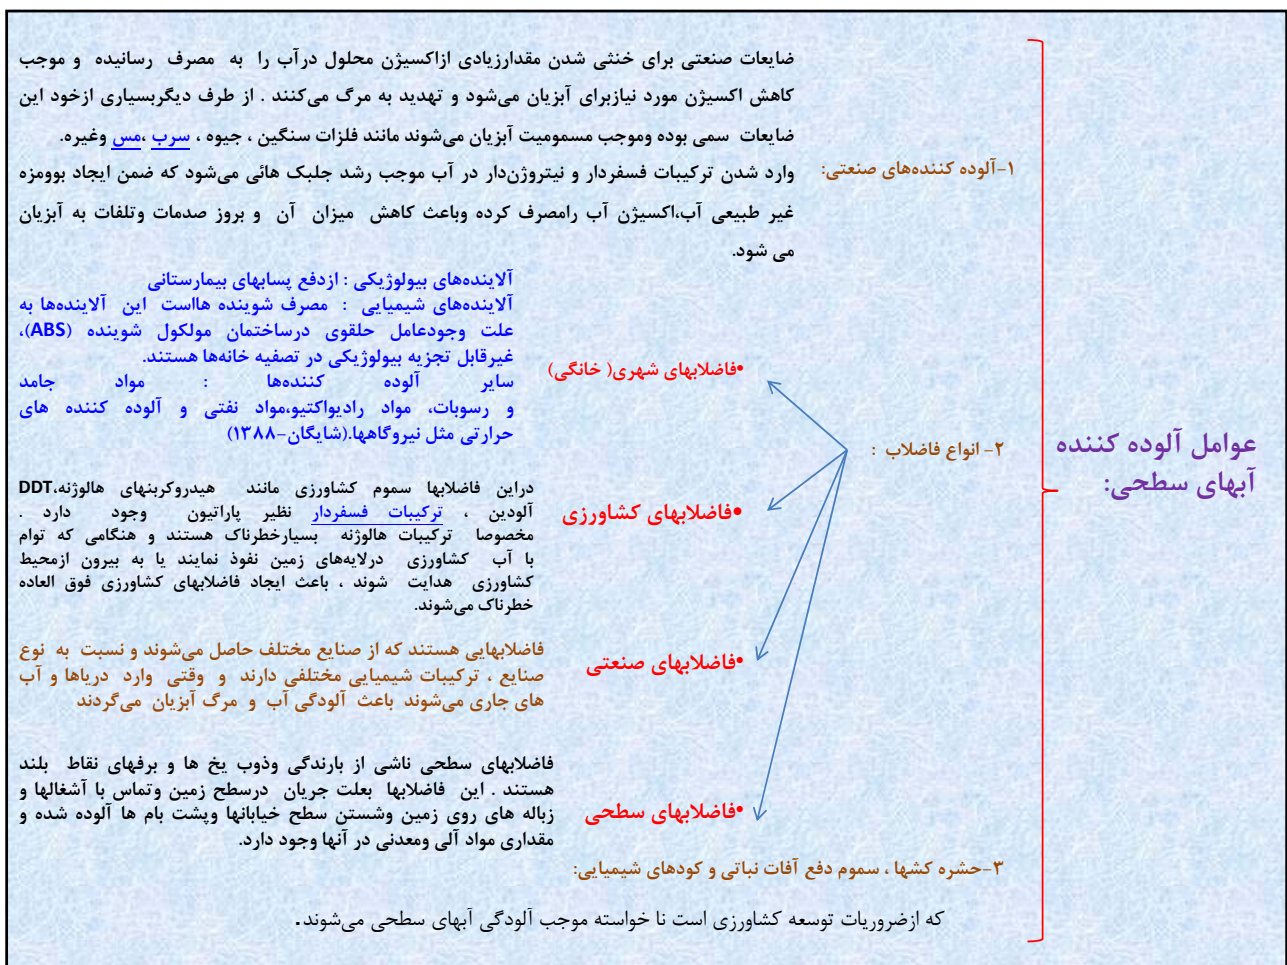 عوامل آلوده کننده
آبهای سطحی:
۱-آلوده کننده‌های صنعتی:
ضایعات صنعتی برای خنثی شدن مقدارزیادی ازاکسیژن محلول درآب را به مصرف رسانیده و موجب
کاهش اکسیژن مورد نیازبرای آبزیان می‌شود و تهدید به مرگ می‌کنند . از طرف دیگربسیاری ازخود این
ضایعات سمی بوده وموجب مسمومیت آبزیان می‌شوند مانند فلزات سنگین ، جیوه ، سرب ،مس وغیره.
وارد شدن ترکیبات فسفردار و نیتروژن‌دار در آب موجب رشد جلبک هائی می‌شود که ضمن ایجاد بوومزه
غیر طبیعی آب،اکسیژن آب رامصرف کرده وباعث کاهش میزان آن و بروز صدمات وتلفات به آبزیان
می شود.
۲- انواع فاضلاب :
•فاضلابهای شهری( خانگی)
آلاینده‌های بیولوژیکی : ازدفع پسابهای بیمارستانی
آلاینده‌های شیمیایی : مصرف شوینده هااست این آلاینده‌ها به
علت وجودعامل حلقوی درساختمان مولکول شوینده (ABS)،
غیرقابل تجزیه بیولوژیکی در تصفیه خانه‌ها هستند.
سایر آلوده کننده‌ها : مواد جامد
و رسوبات، مواد رادیواکتیو،مواد نفتی و آلوده کننده های
حرارتی مثل نیروگاهها.(شایگان-۱۳۸۸)
•فاضلابهای کشاورزی
دراین فاضلابها سموم کشاورزی مانند هیدروکربنهای هالوژنه،DDT
آلودین ، ترکیبات فسفردار نظیر پاراتیون وجود دارد .
مخصوصا ترکیبات هالوژنه بسیارخطرناک هستند و هنگامی که توام
با آب کشاورزی درلایه‌های زمین نفوذ نمایند یا به بیرون ازمحیط
کشاورزی هدایت شوند ، باعث ایجاد فاضلابهای کشاورزی فوق العاده
خطرناک می‌شوند.
•فاضلابهای صنعتی
فاضلابهایی هستند که از صنایع مختلف حاصل می‌شوند و نسبت به نوع
صنایع ، ترکیبات شیمیایی مختلفی دارند و وقتی وارد دریاها و آب
های جاری می‌شوند باعث آلودگی آب و مرگ آبزیان می‌گردند
•فاضلابهای سطحی
فاضلابهای سطحی ناشی از بارندگی وذوب یخ ها و برفهای نقاط بلند
هستند . این فاضلابها بعلت جریان درسطح زمین وتماس با آشغالها و
زباله های روی زمین وشستن سطح خیابانها وپشت بام ها آلوده شده و
مقداری مواد آلی ومعدنی در آنها وجود دارد.
۳-حشره کشها ، سموم دفع آفات نباتی و کودهای شیمیایی:
که ازضروریات توسعه کشاورزی است نا خواسته موجب آلودگی آبهای سطحی می‌شوند.